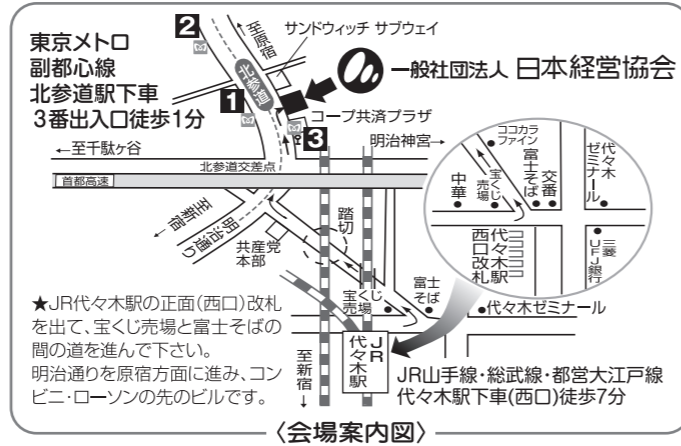 東京メトロ
副都心線
北参道駅下車
3番出入口徒歩1分
2
至原宿
サンドウィッチ サブウェイ
北参道
一般社団法人 日本経営協会
1
コープ共済プラザ
3
←至千駄ヶ谷
明治神宮→
北参道交差点
首都高速
至新宿
明治通り
共産党
本部
踏切
宝くじ
売場
富士
そば
代々木ゼミナール
JR
代々木駅
至新宿
ココカラ
ファイン
中華
宝くじ
売場
富士そば
交番
代々木
ゼミナール
代々木駅
西口改札
三菱
UFJ銀行
★JR代々木駅の正面(西口)改札
を出て、宝くじ売場と富士そばの
間の道を進んで下さい。
明治通りを原宿方面に進み、コン
ビニ・ローソンの先のビルです。
JR山手線・総武線・都営大江戸線
代々木駅下車(西口)徒歩7分
〈会場案内図〉